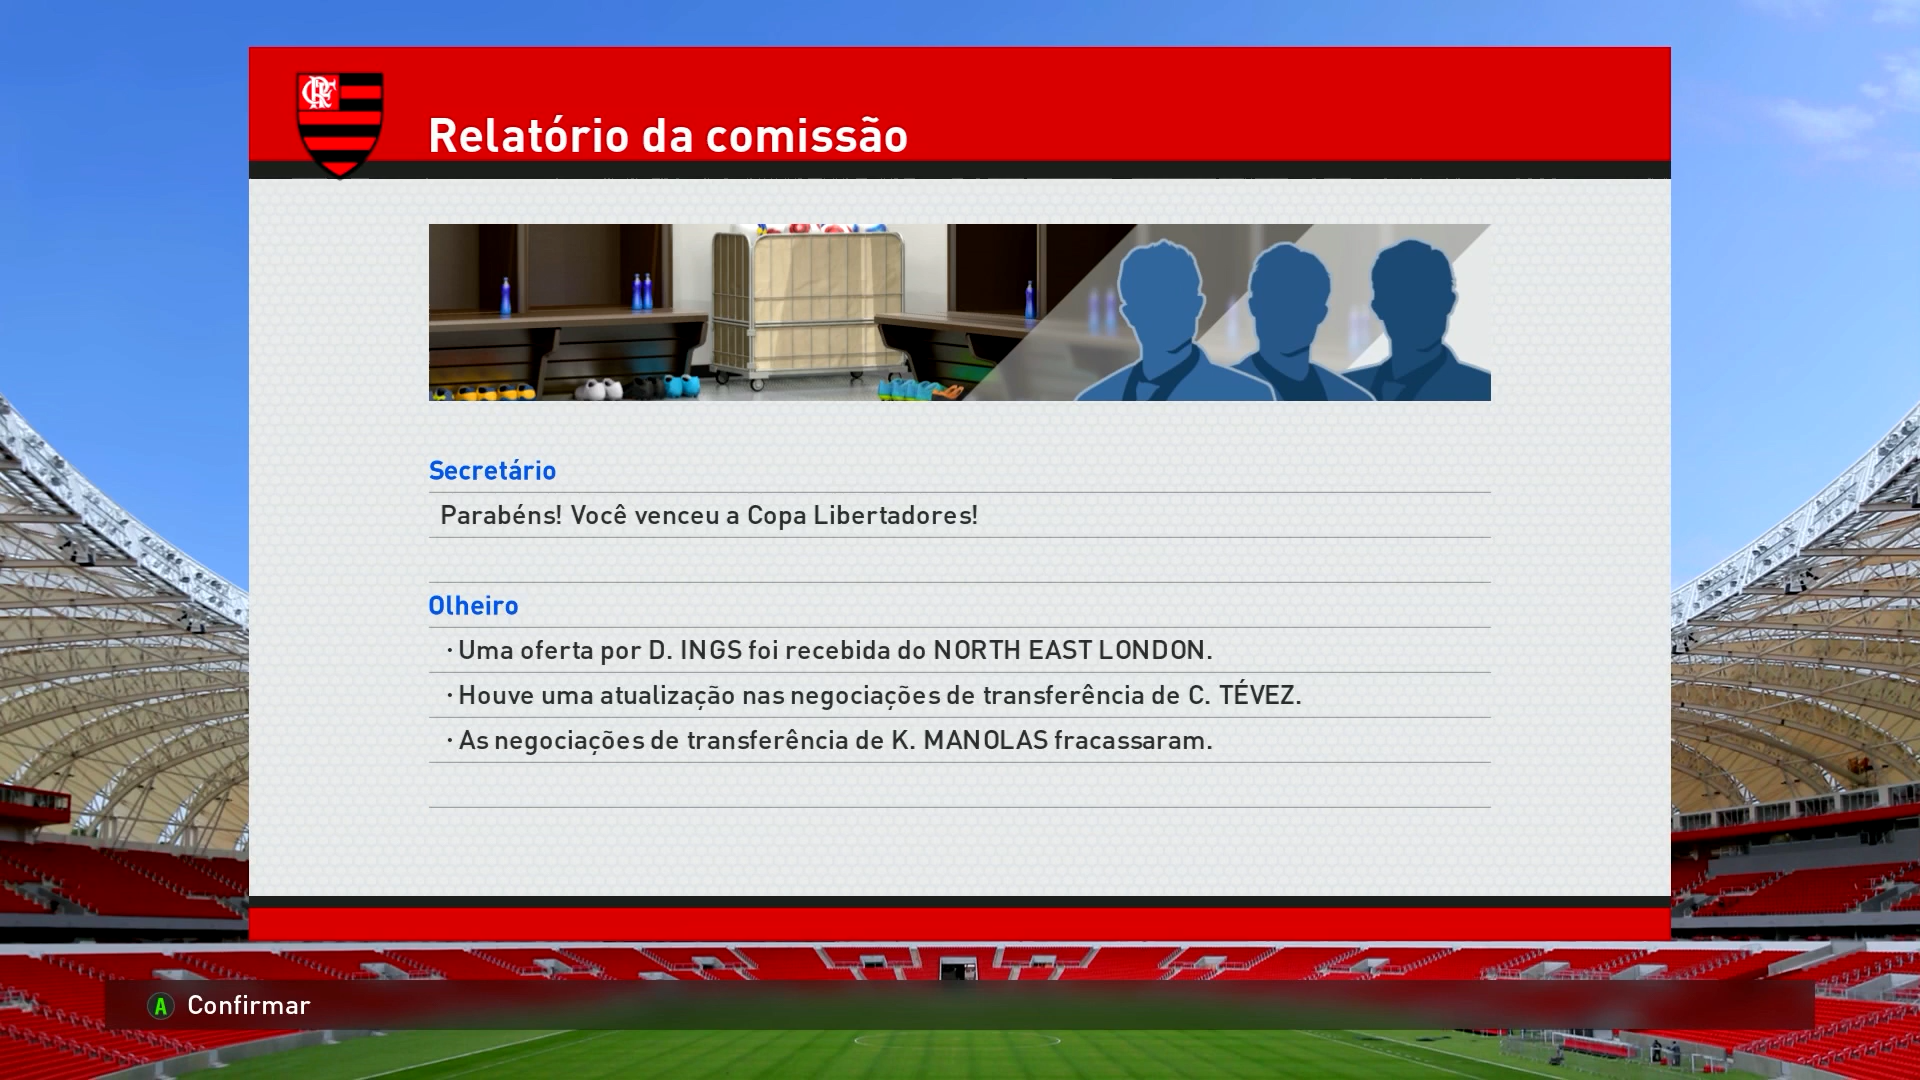 CRF
Relatório da comissão
Secretário
Parabéns! Você venceu a Copa Libertadores!
Olheiro
· Uma oferta por D. INGS foi recebida do NORTH EAST LONDON.
· Houve uma atualização nas negociações de transferência de C. TÉVEZ.
· As negociações de transferência de K. MANOLAS fracassaram.
A Confirmar